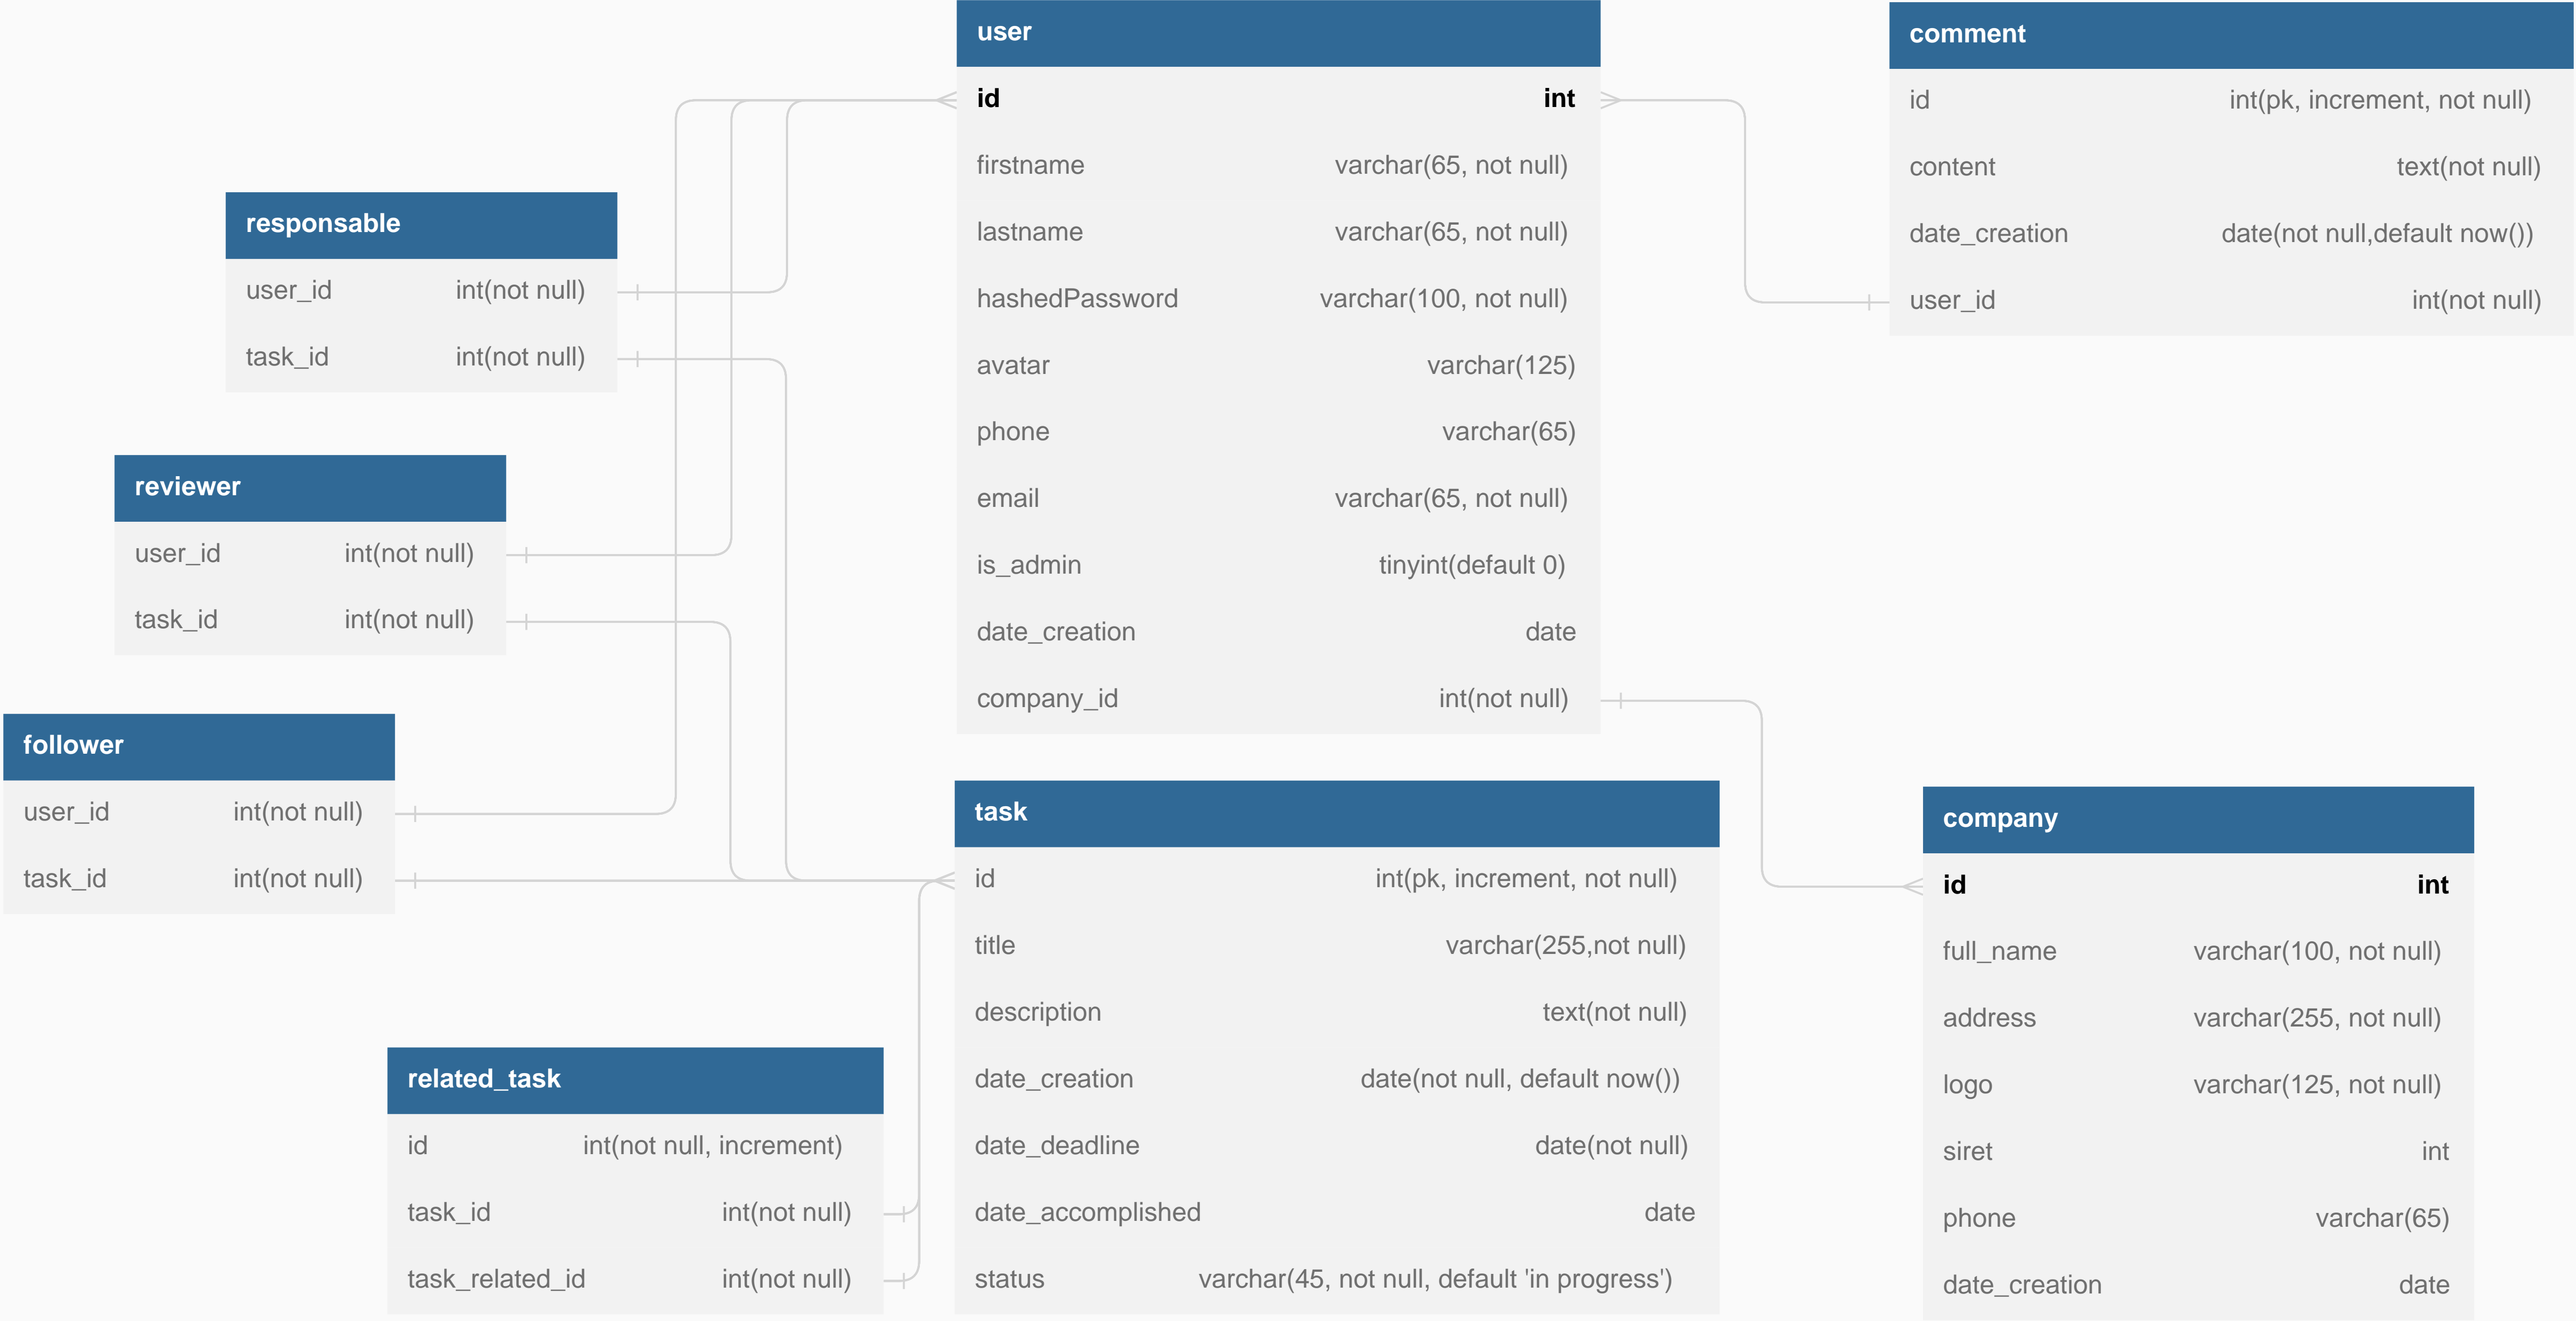 user
id int
firstname varchar(65, not null)
lastname varchar(65, not null)
hashedPassword varchar(100, not null)
avatar varchar(125)
phone varchar(65)
email varchar(65, not null)
is_admin tinyint(default 0)
date_creation date
company_id int(not null)
comment
id int(pk, increment, not null)
content text(not null)
date_creation date(not null,default now())
user_id int(not null)
responsable
user_id int(not null)
task_id int(not null)
reviewer
user_id int(not null)
task_id int(not null)
follower
user_id int(not null)
task_id int(not null)
task
id int(pk, increment, not null)
title varchar(255,not null)
description text(not null)
date_creation date(not null, default now())
date_deadline date(not null)
date_accomplished date
status varchar(45, not null, default 'in progress')
company
id int
full_name varchar(100, not null)
address varchar(255, not null)
logo varchar(125, not null)
siret int
phone varchar(65)
date_creation date
related_task
id int(not null, increment)
task_id int(not null)
task_related_id int(not null)